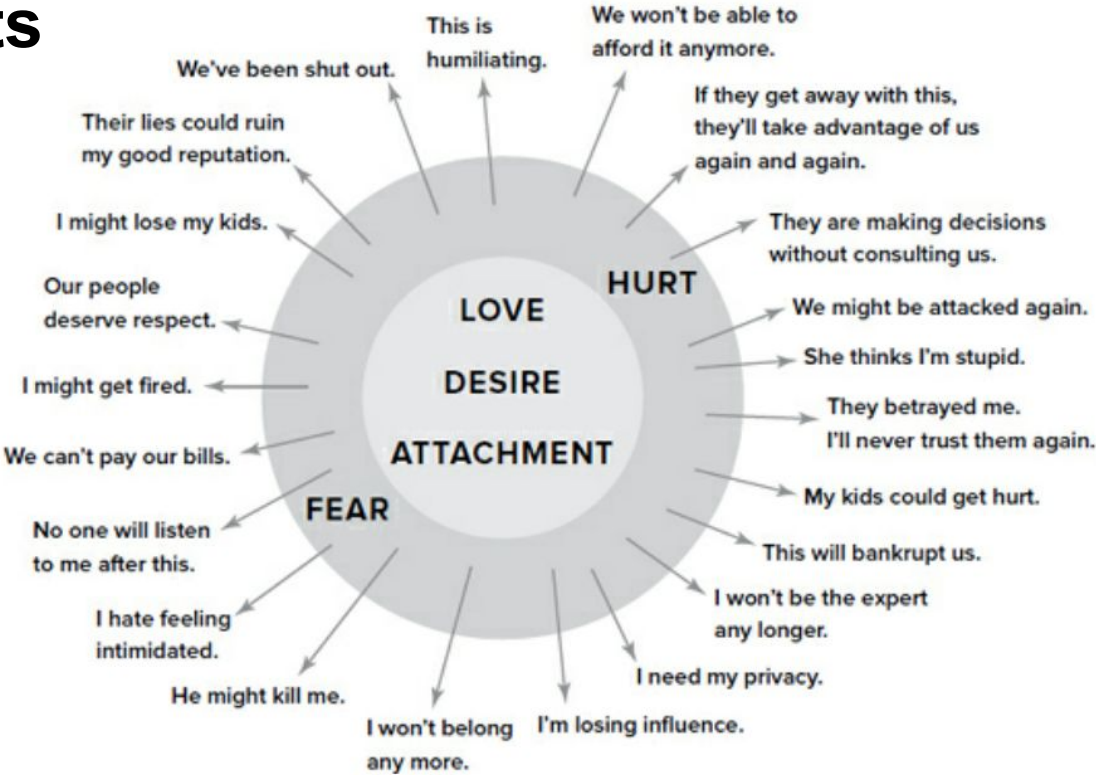 ts
This is
humiliating.
We won't be able to
afford it anymore.
If they get away with this,
they'll take advantage of us
again and again.
They are making decisions
without consulting us.
We might be attacked again.
She thinks I'm stupid.
They betrayed me.
I'll never trust them again.
My kids could get hurt.
This will bankrupt us.
I won't be the expert
any longer.
I need my privacy.
I'm losing influence.
I won't belong
any more.
He might kill me.
I hate feeling
intimidated.
No one will listen
to me after this.
We can't pay our bills.
I might get fired.
Our people
deserve respect.
I might lose my kids.
Their lies could ruin
my good reputation.
We've been shut out.
HURT
LOVE
DESIRE
ATTACHMENT
FEAR